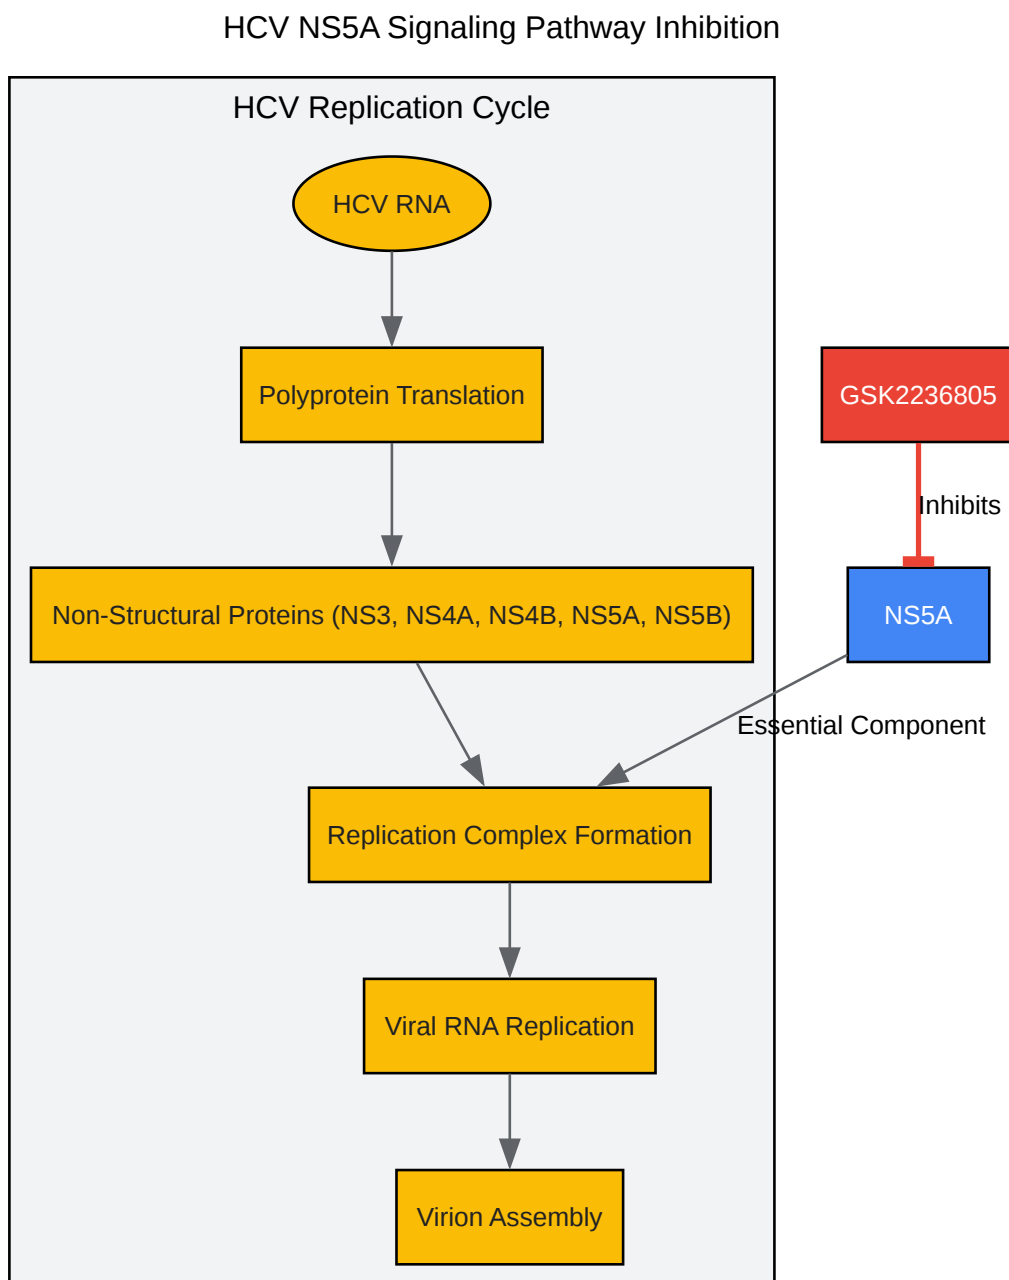 HCV NS5A Signaling Pathway Inhibition
HCV Replication Cycle
HCV RNA
Polyprotein Translation
GSK2236805
Inhibits
Non-Structural Proteins (NS3, NS4A, NS4B, NS5A, NS5B)
NS5A
Essential Component
Replication Complex Formation
Viral RNA Replication
Virion Assembly